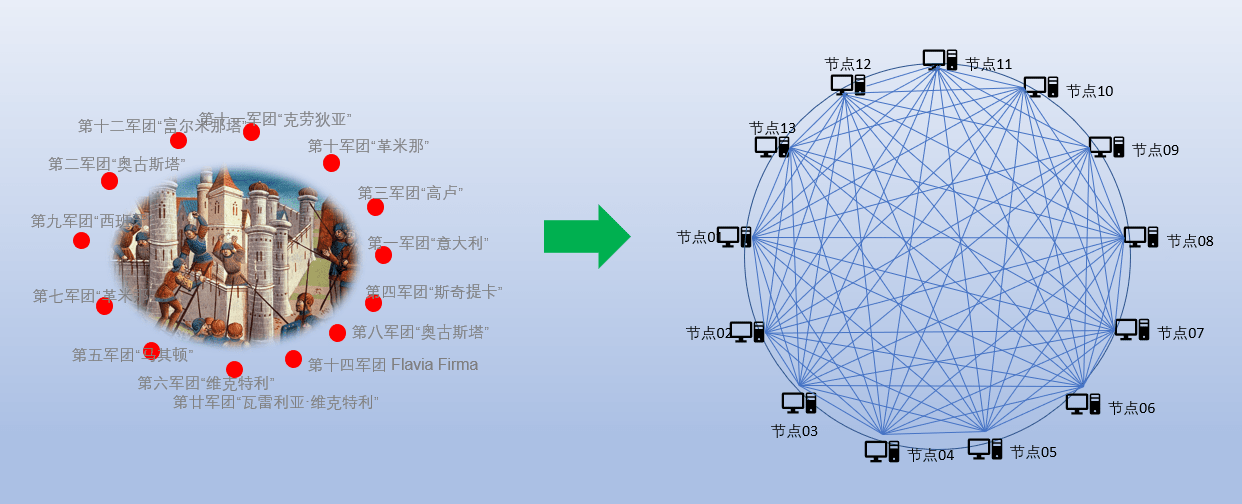 第十一军团“克劳狄亚”
第十二军团“富尔米那塔”
第十军团“革米那”
第二军团“奥古斯塔”
第三军团“高卢”
第九军团“西班
第一军团“意大利”
第七军团“革米
第四军团“斯奇提卡”
第八军团“奥古斯塔”
第五军团“马其顿”
第十四军团 Flavia Firma
第六军团“维克特利”
第廿军团“瓦雷利亚·维克特利”
节点12
节点11
节点10
节点13
节点09
节点01
节点08
节点02
节点07
节点03
节点06
节点04
节点05